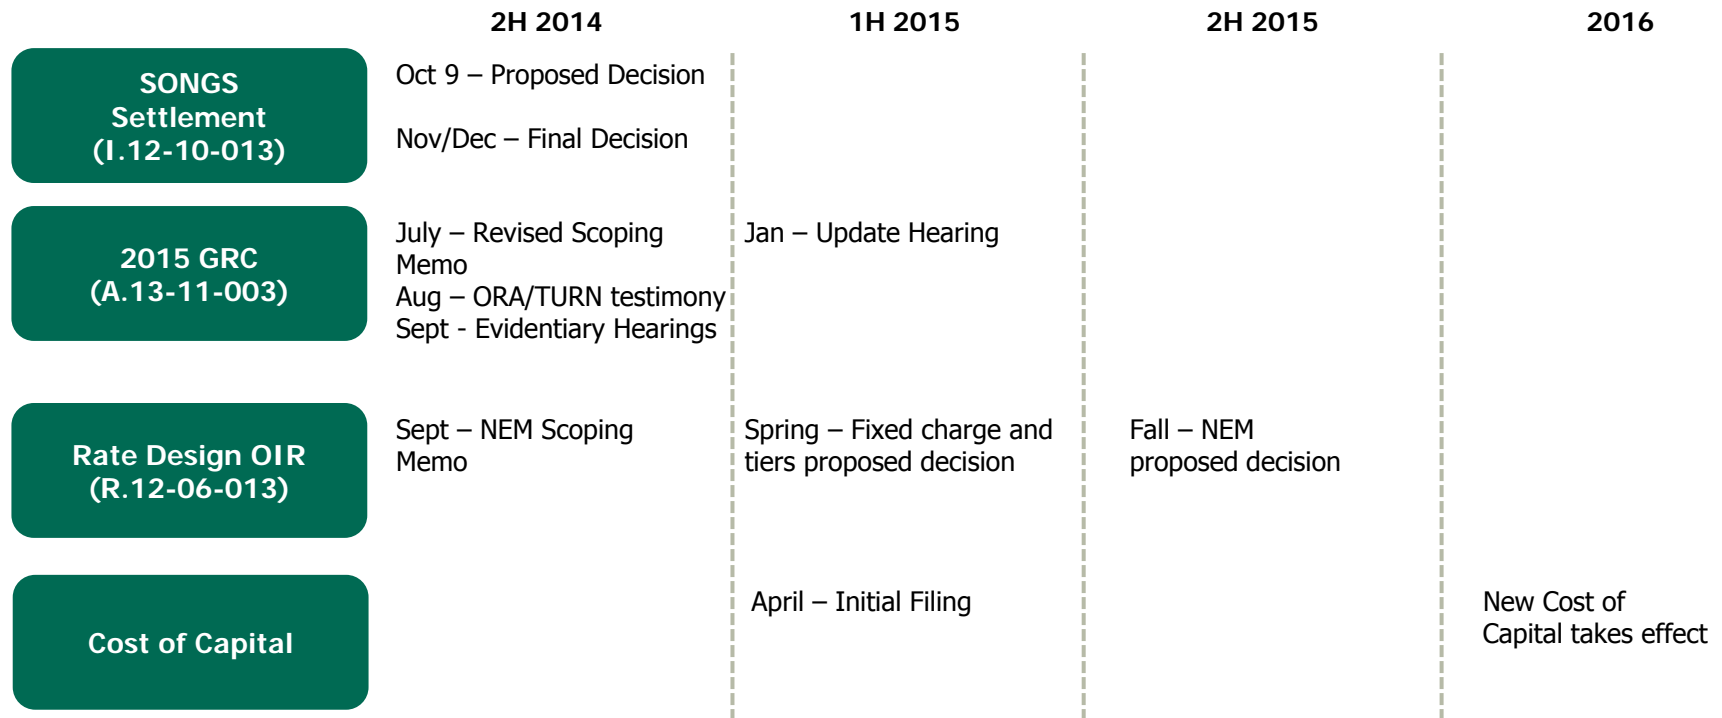 2H 2014
1H 2015
2H 2015
2016
SONGS
Settlement
(I.12-10-013)
Oct 9 – Proposed Decision
Nov/Dec – Final Decision
2015 GRC
(A.13-11-003)
July – Revised Scoping
Memo
Aug – ORA/TURN testimony
Sept - Evidentiary Hearings
Jan – Update Hearing
Rate Design OIR
(R.12-06-013)
Sept – NEM Scoping
Memo
Spring – Fixed charge and
tiers proposed decision
Fall – NEM
proposed decision
Cost of Capital
April – Initial Filing
New Cost of
Capital takes effect